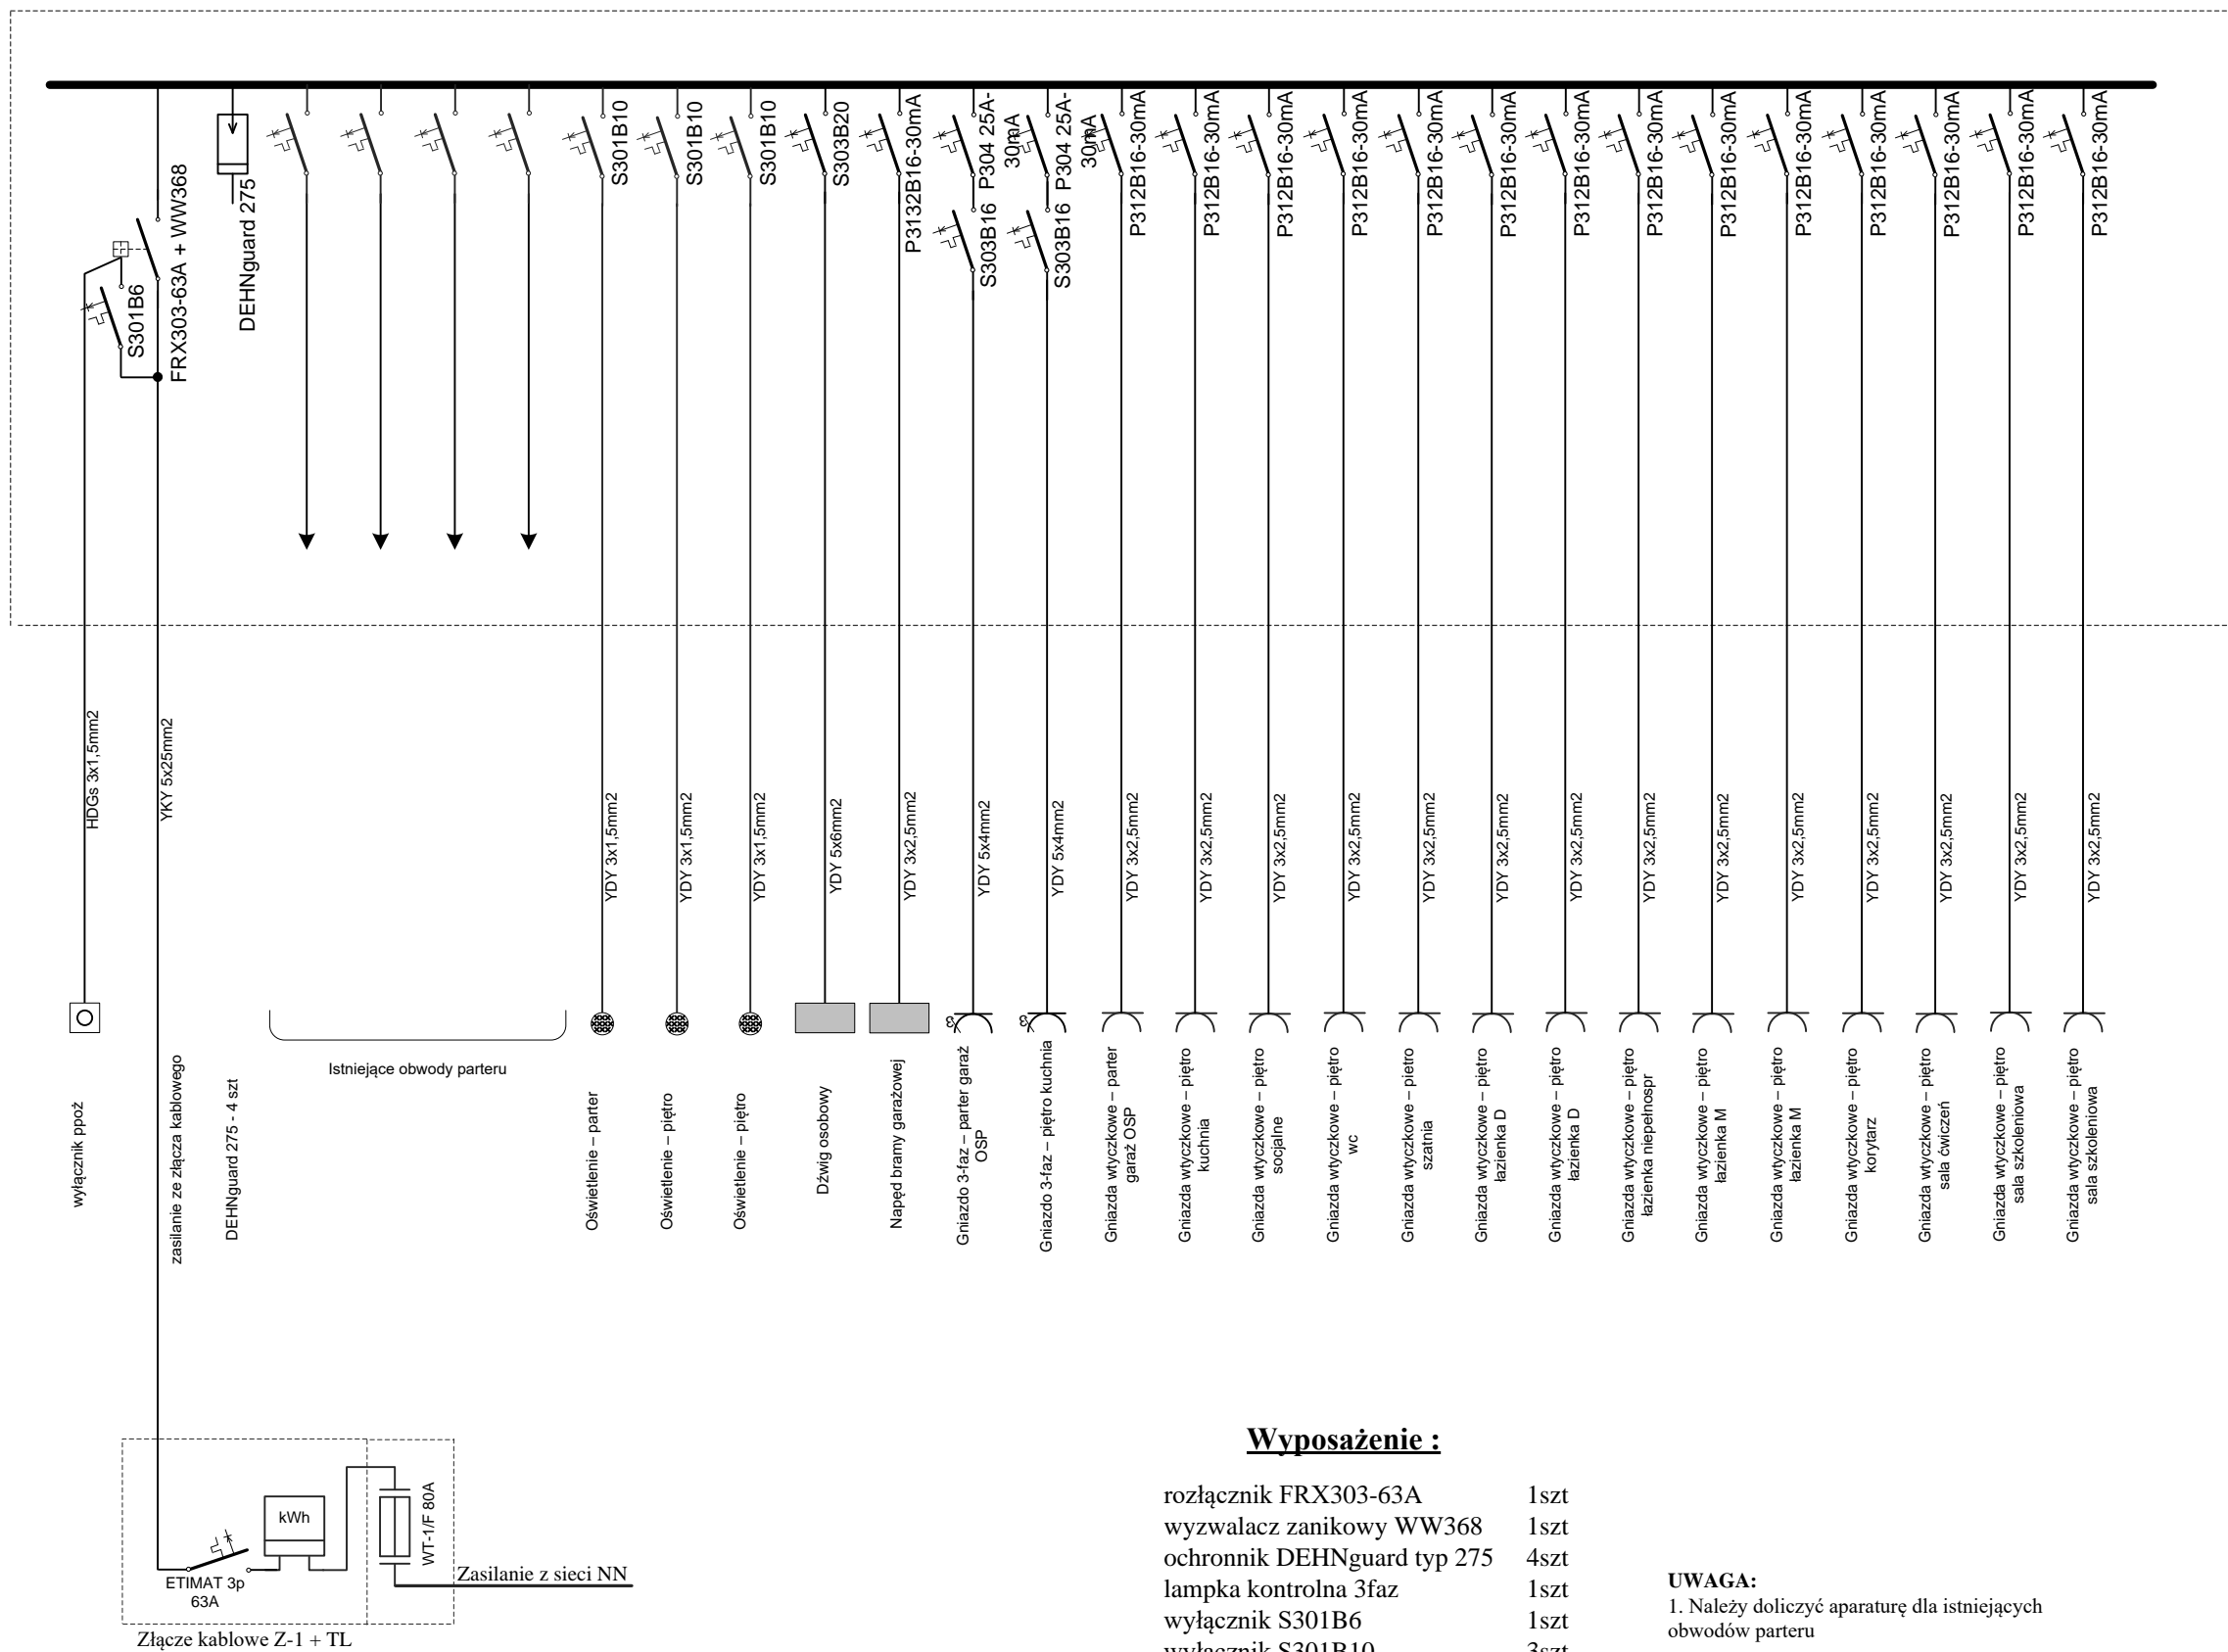 S301B6
FRX303-63A + WW368
DEHNguard 275
S301B10
S301B10
S301B10
S303B20
P3132B16-30mA
P304 25A-
30mA
S303B16
P304 25A-
30mA
S303B16
P312B16-30mA
P312B16-30mA
P312B16-30mA
P312B16-30mA
P312B16-30mA
P312B16-30mA
P312B16-30mA
P312B16-30mA
P312B16-30mA
P312B16-30mA
P312B16-30mA
P312B16-30mA
P312B16-30mA
P312B16-30mA
HDGs 3x1,5mm2
YKY 5x25mm2
YDY 3x1,5mm2
YDY 3x1,5mm2
YDY 3x1,5mm2
YDY 5x6mm2
YDY 3x2,5mm2
YDY 5x4mm2
YDY 5x4mm2
YDY 3x2,5mm2
YDY 3x2,5mm2
YDY 3x2,5mm2
YDY 3x2,5mm2
YDY 3x2,5mm2
YDY 3x2,5mm2
YDY 3x2,5mm2
YDY 3x2,5mm2
YDY 3x2,5mm2
YDY 3x2,5mm2
YDY 3x2,5mm2
YDY 3x2,5mm2
YDY 3x2,5mm2
YDY 3x2,5mm2
3
3
wyłącznik ppoż
zasilanie ze złącza kablowego
DEHNguard 275 - 4 szt
Istniejące obwody parteru
Oświetlenie – parter
Oświetlenie – piętro
Oświetlenie – piętro
Dźwig osobowy
Napęd bramy garażowej
Gniazdo 3-faz – parter garaż
OSP
Gniazdo 3-faz – piętro kuchnia
Gniazda wtyczkowe – parter
garaż OSP
Gniazda wtyczkowe – piętro
kuchnia
Gniazda wtyczkowe – piętro
socjalne
Gniazda wtyczkowe – piętro
wc
Gniazda wtyczkowe – pietro
szatnia
Gniazda wtyczkowe – piętro
łazienka D
Gniazda wtyczkowe – piętro
łazienka D
Gniazda wtyczkowe – piętro
łazienka niepełnospr
Gniazda wtyczkowe – piętro
łazienka M
Gniazda wtyczkowe – piętro
łazienka M
Gniazda wtyczkowe – piętro
korytarz
Gniazda wtyczkowe – piętro
sala ćwiczeń
Gniazda wtyczkowe – piętro
sala szkoleniowa
Gniazda wtyczkowe – piętro
sala szkoleniowa
kWh
WT-1/F 80A
ETIMAT 3p
63A
Zasilanie z sieci NN
Złącze kablowe Z-1 + TL
Wyposażenie :
rozłącznik FRX303-63A 1szt
wyzwalacz zanikowy WW368 1szt
ochronnik DEHNguard typ 275 4szt
lampka kontrolna 3faz 1szt
wyłącznik S301B6 1szt
wyłącznik S301B10 3szt
UWAGA:
1. Należy doliczyć aparaturę dla istniejących
obwodów parteru